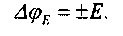 Δφ_E = ±E.